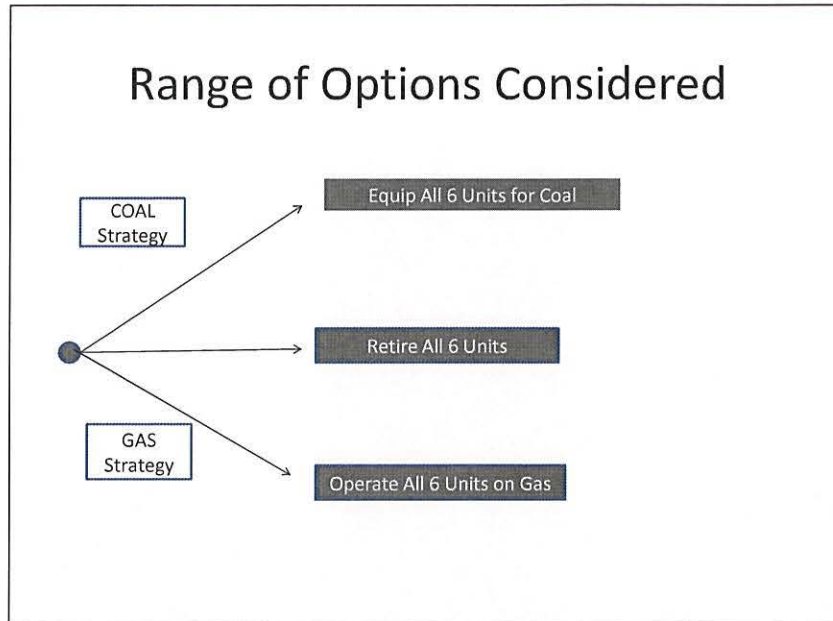 Range of Options Considered
COAL
Strategy
Equip All 6 Units for Coal
Retire All 6 Units
GAS
Strategy
Operate All 6 Units on Gas